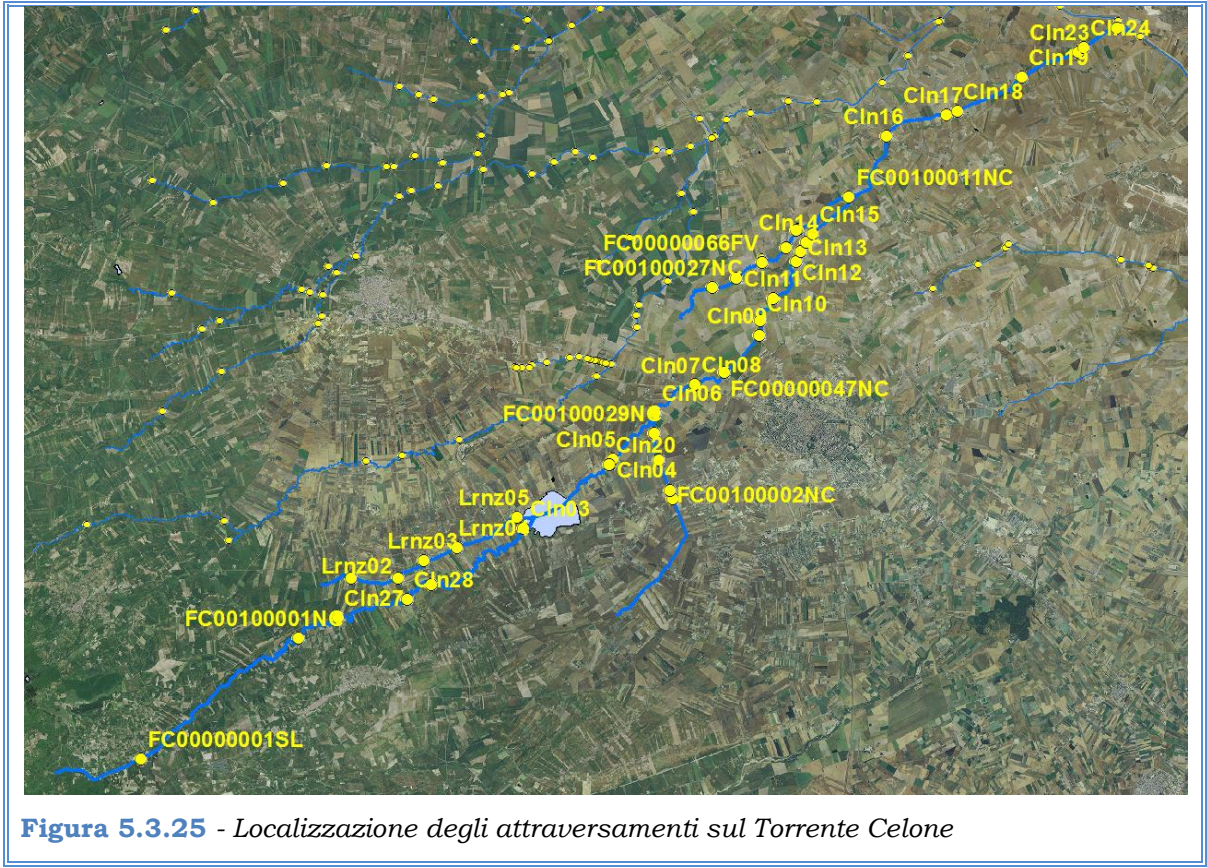 Cln23 Cln24
Cln19
Cln17 Cln18
Cln16
FC00100011NC
Cln15
Cln14
FC00000066FV Cln13
FC00100027NC Cln12
Cln11
Cln10
Cln09
Cln07 Cln08
FC00000047NC
Cln06
FC00100029N
Cln05 Cln20
Cln04
FC00100002NC
Lrnz05
Cln03
Lrnz03
Lrnz02
Cln28
Cln27
FC00100001N
FC00000001SL
Figura 5.3.25 - Localizzazione degli attraversamenti sul Torrente Celone